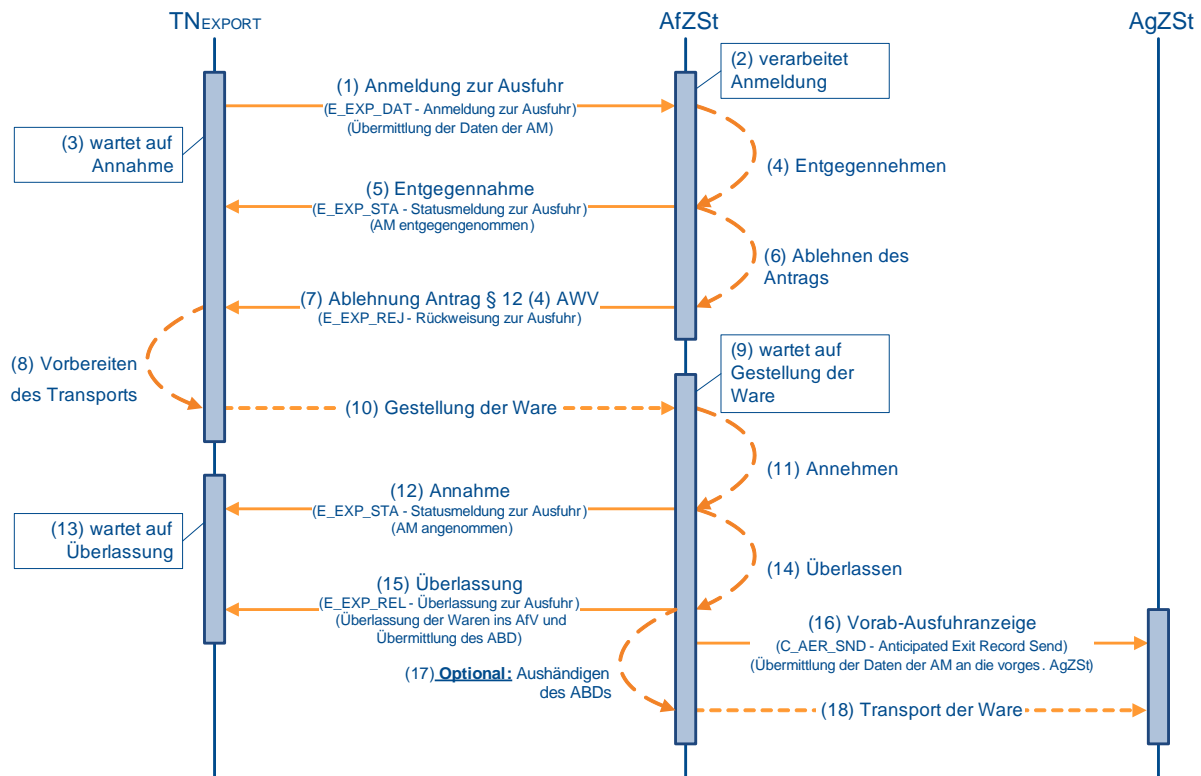 TNEXPORT
AfZSt
AgZSt
(1) Anmeldung zur Ausfuhr
(E_EXP_DAT - Anmeldung zur Ausfuhr)
(Übermittlung der Daten der AM)
(2) verarbeitet
Anmeldung
(3) wartet auf
Annahme
(4) Entgegennehmen
(5) Entgegennahme
(E_EXP_STA - Statusmeldung zur Ausfuhr)
(AM entgegengenommen)
(6) Ablehnen des
Antrags
(7) Ablehnung Antrag § 12 (4) AWV
(E_EXP_REJ - Rückweisung zur Ausfuhr)
(8) Vorbereiten
des Transports
(9) wartet auf
Gestellung der
Ware
(10) Gestellung der Ware
(11) Annehmen
(12) Annahme
(E_EXP_STA - Statusmeldung zur Ausfuhr)
(AM angenommen)
(13) wartet auf
Überlassung
(14) Überlassen
(15) Überlassung
(E_EXP_REL - Überlassung zur Ausfuhr)
(Überlassung der Waren ins AfV und
Übermittlung des ABD)
(16) Vorab-Ausfuhranzeige
(C_AER_SND - Anticipated Exit Record Send)
(Übermittlung der Daten der AM an die vorges. AgZSt)
(17) Optional: Aushändigen
des ABDs
(18) Transport der Ware